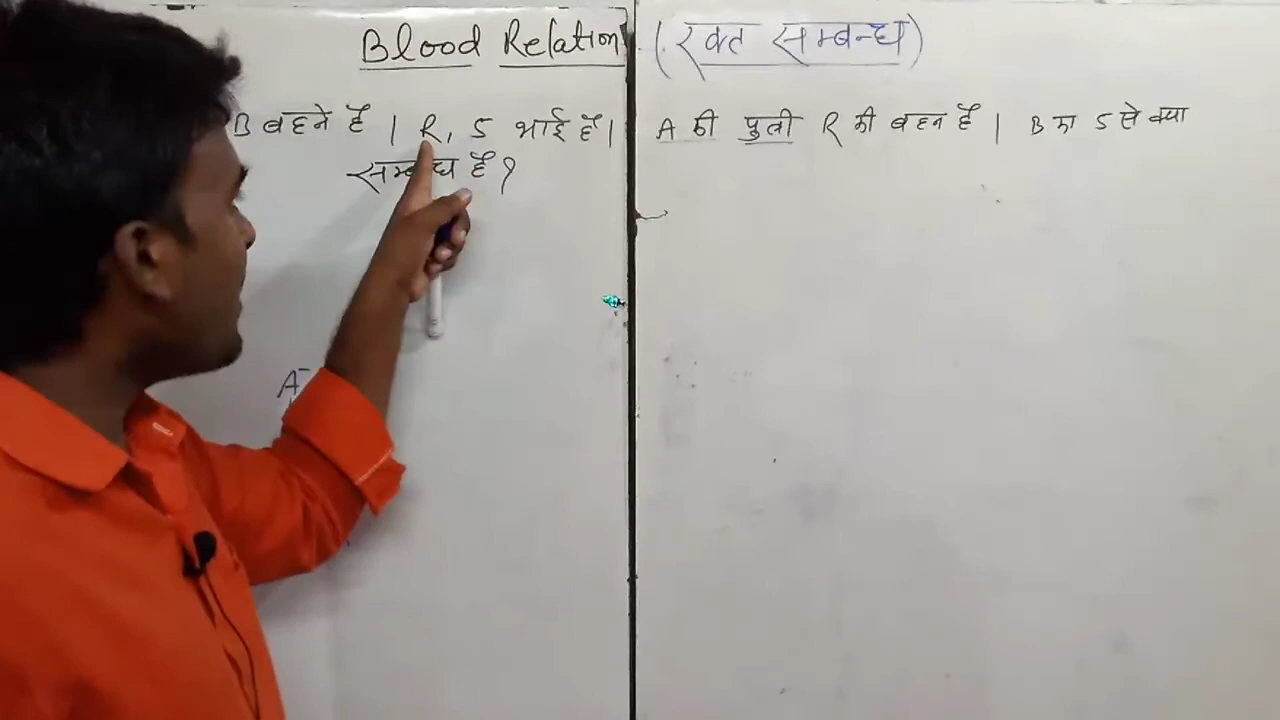 Blood Relation (रक्त सम्बन्ध)
B बहने हैं । R, S भाई हैं । A की पुत्री R की बहन हैं । B का S से क्या
सम्बन्ध हैं ?
A